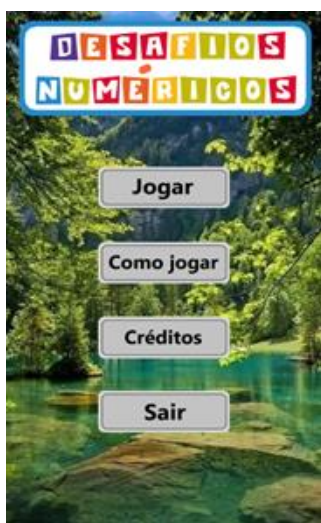 DESAFIOS
NUMÉRICOS
Jogar
Como jogar
Créditos
Sair